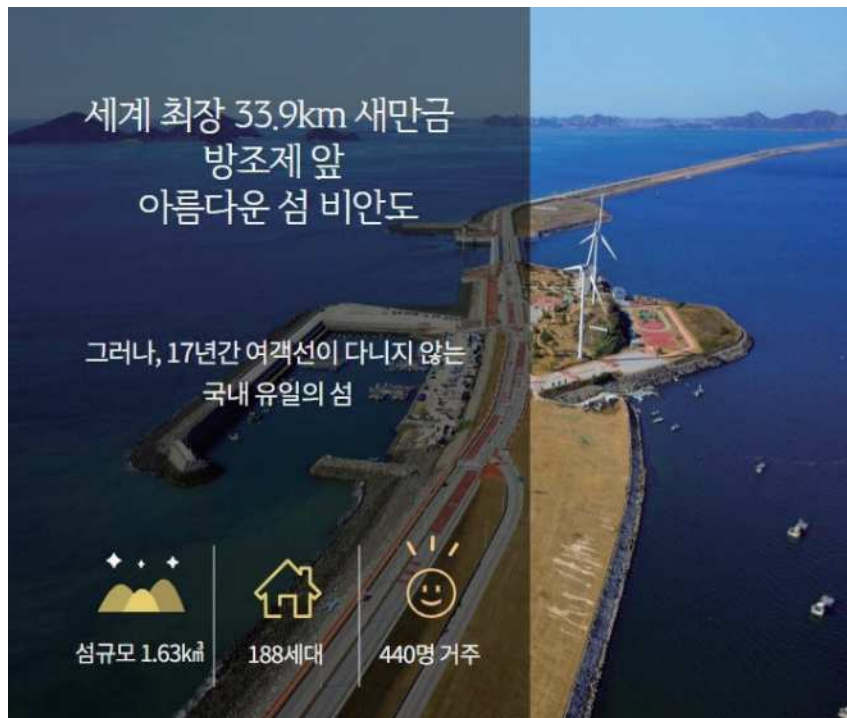 세계 최장 33.9km 새만금
방조제 앞
아름다운 섬 비안도
그러나, 17년간 여객선이 다니지 않는
국내 유일의 섬
섬규모 1.63㎢
188세대
440명 거주